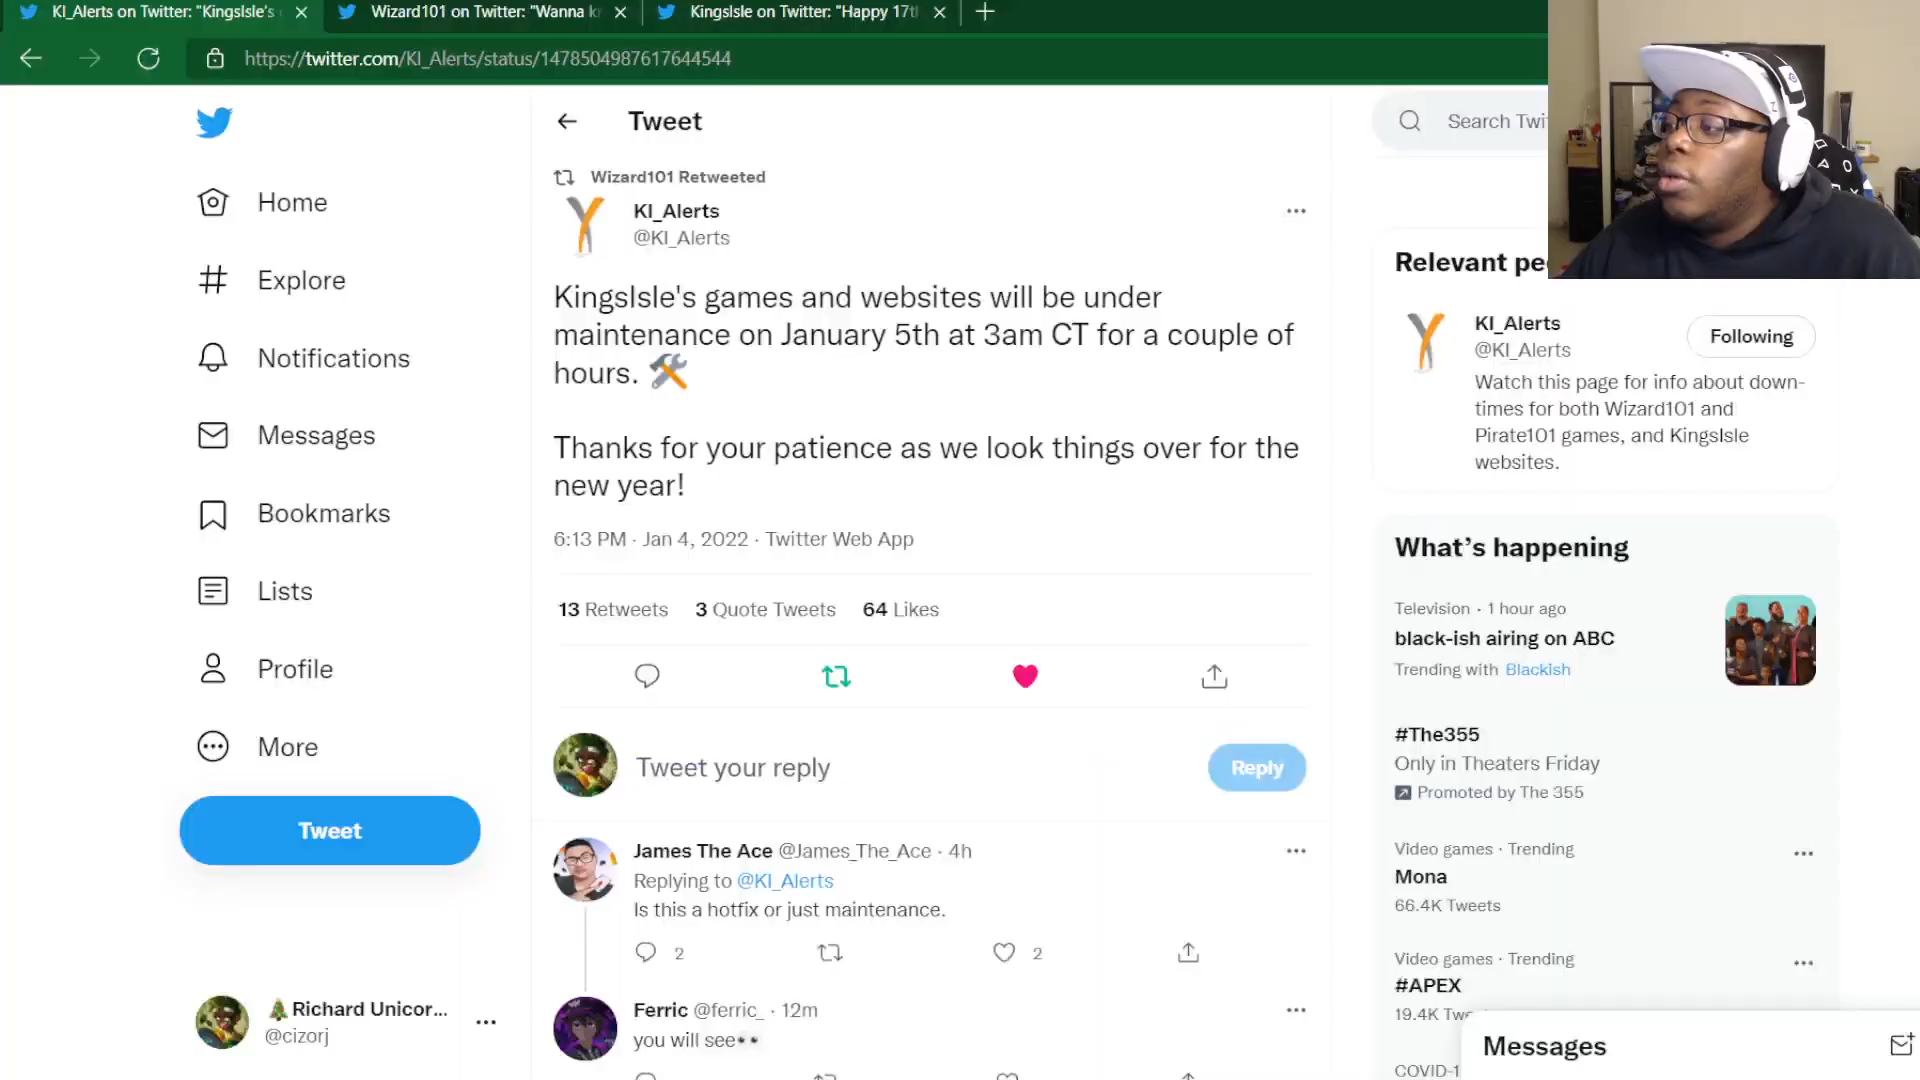 KI_Alerts on Twitter: "KingsIsle's
Wizard101 on Twitter: "Wanna
KingsIsle on Twitter: "Happy 17t
https://twitter.com/KI_Alerts/status/1478504987617644544
Home
Explore
Notifications
Messages
Bookmarks
Lists
Profile
More
Tweet
🎄Richard Unicor...
@cizorj
Tweet
Wizard101 Retweeted
KI_Alerts
@KI_Alerts
KingsIsle's games and websites will be under
maintenance on January 5th at 3am CT for a couple of
hours. 🛠️
Thanks for your patience as we look things over for the
new year!
6:13 PM · Jan 4, 2022 · Twitter Web App
13 Retweets 3 Quote Tweets 64 Likes
Tweet your reply
Reply
James The Ace @James_The_Ace · 4h
Replying to @KI_Alerts
Is this a hotfix or just maintenance.
2 2
Ferric @ferric_ · 12m
you will see👀
Search Twi
Relevant pe
KI_Alerts
@KI_Alerts
Following
Watch this page for info about down-
times for both Wizard101 and
Pirate101 games, and KingsIsle
websites.
What's happening
Television · 1 hour ago
black-ish airing on ABC
Trending with Blackish
#The355
Only in Theaters Friday
Promoted by The 355
Video games · Trending
Mona
66.4K Tweets
Video games · Trending
#APEX
19.4K Twe
COVID-1
Messages